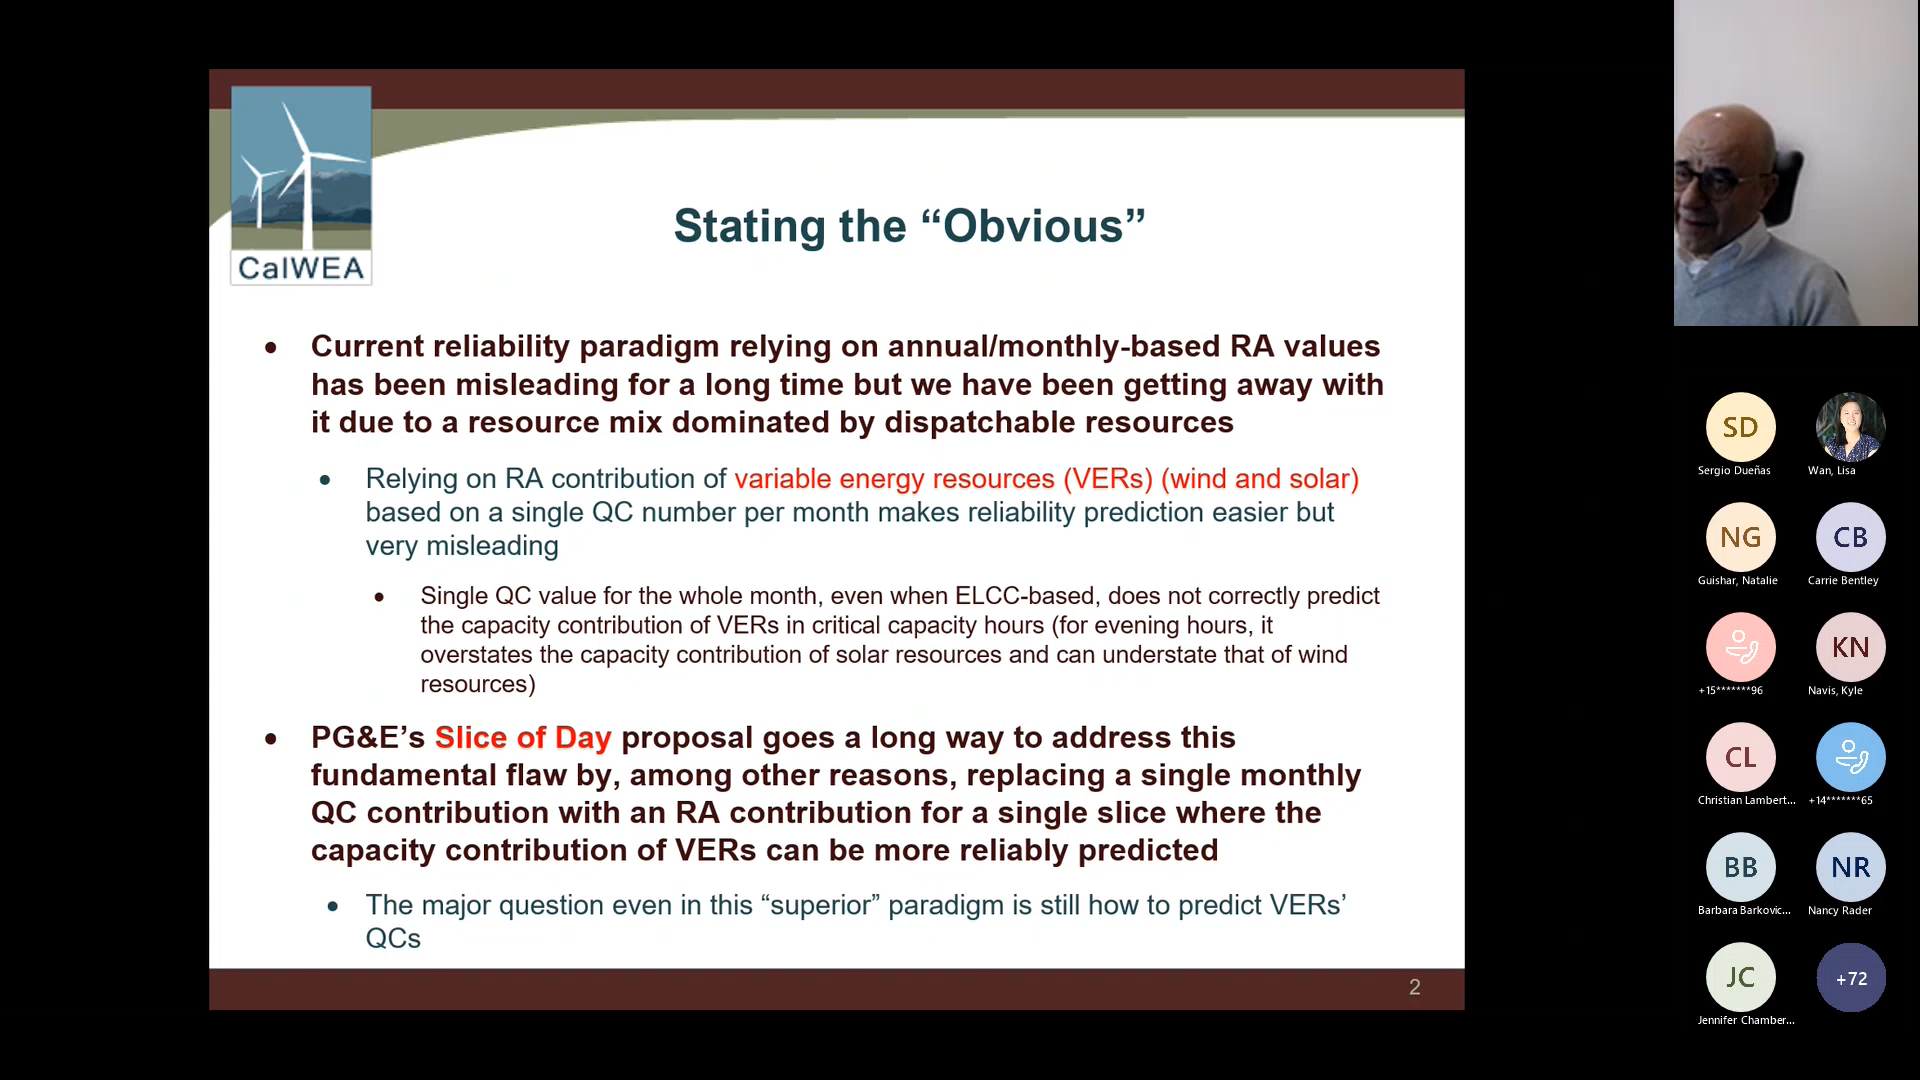 CalWEA
Stating the “Obvious”
Current reliability paradigm relying on annual/monthly-based RA values
has been misleading for a long time but we have been getting away with
it due to a resource mix dominated by dispatchable resources
Relying on RA contribution of variable energy resources (VERs) (wind and solar)
based on a single QC number per month makes reliability prediction easier but
very misleading
Single QC value for the whole month, even when ELCC-based, does not correctly predict
the capacity contribution of VERs in critical capacity hours (for evening hours, it
overstates the capacity contribution of solar resources and can understate that of wind
resources)
PG&E’s Slice of Day proposal goes a long way to address this
fundamental flaw by, among other reasons, replacing a single monthly
QC contribution with an RA contribution for a single slice where the
capacity contribution of VERs can be more reliably predicted
The major question even in this “superior” paradigm is still how to predict VERs’
QCs
2
SD
Sergio Dueñas
Wan, Lisa
NG
Guishar, Natalie
CB
Carrie Bentley
+15*******96
KN
Navis, Kyle
CL
Christian Lambert...
+14*******65
BB
Barbara Barkovic...
NR
Nancy Rader
JC
Jennifer Chamber...
+72